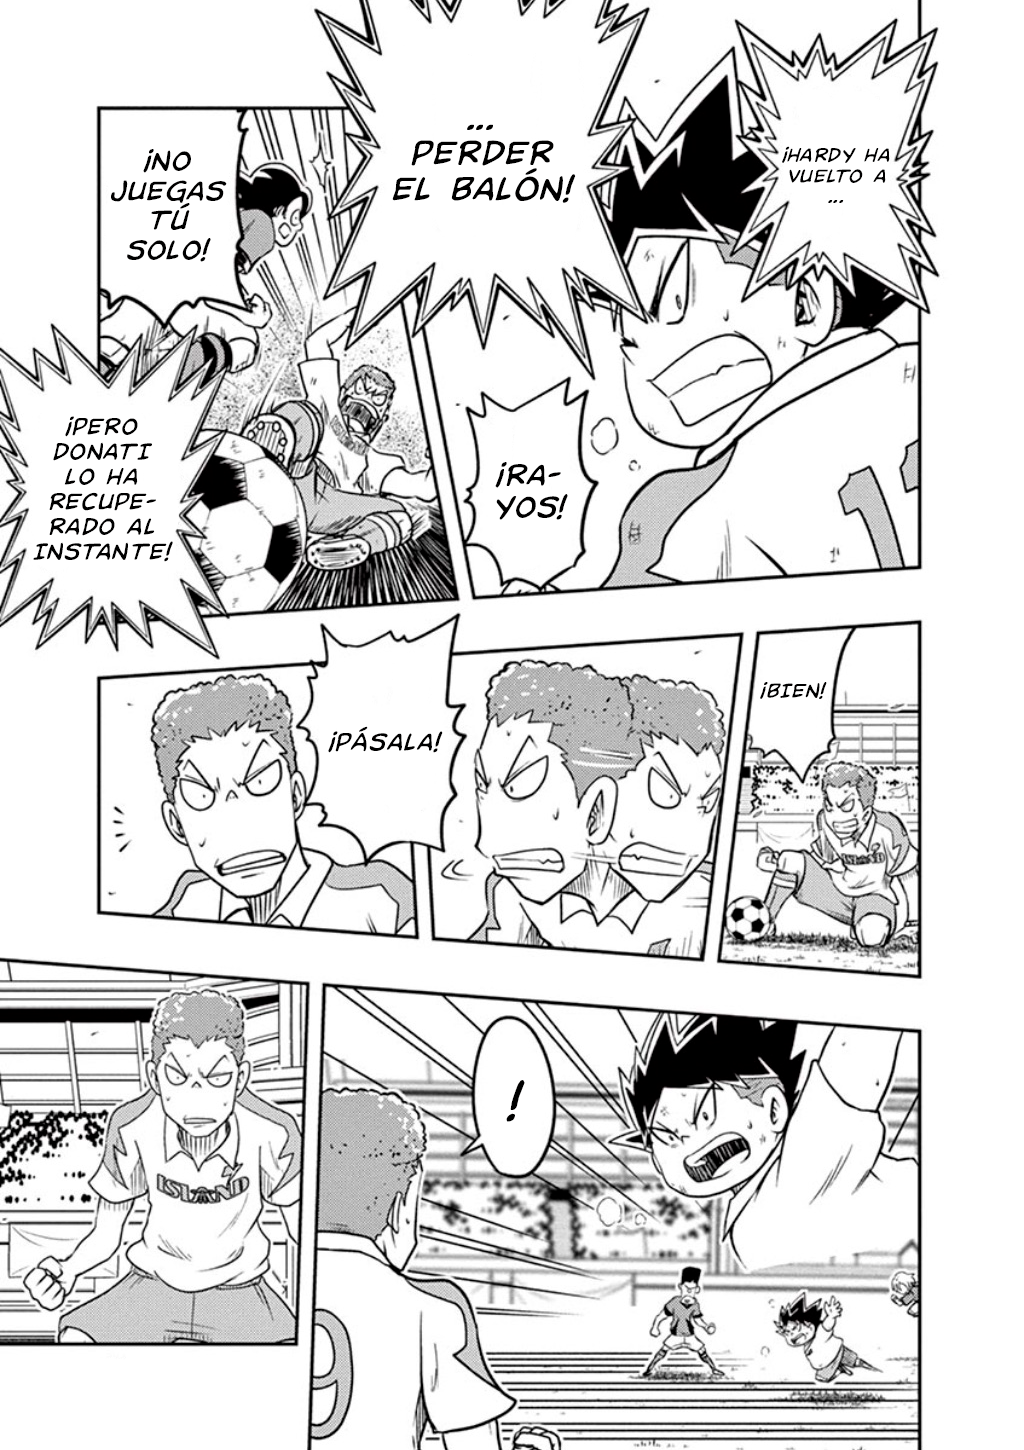 ¡HARDY HA
VUELTO A
...
...
PERDER
EL BALÓN!
¡RA-
YOS!
¡NO
JUEGAS
TÚ
SOLO!
¡PERO
DONATI
LO HA
RECUPE-
RADO AL
INSTANTE!
¡BIEN!
ISLAND
¡PÁSALA!
!
9
ISLAND